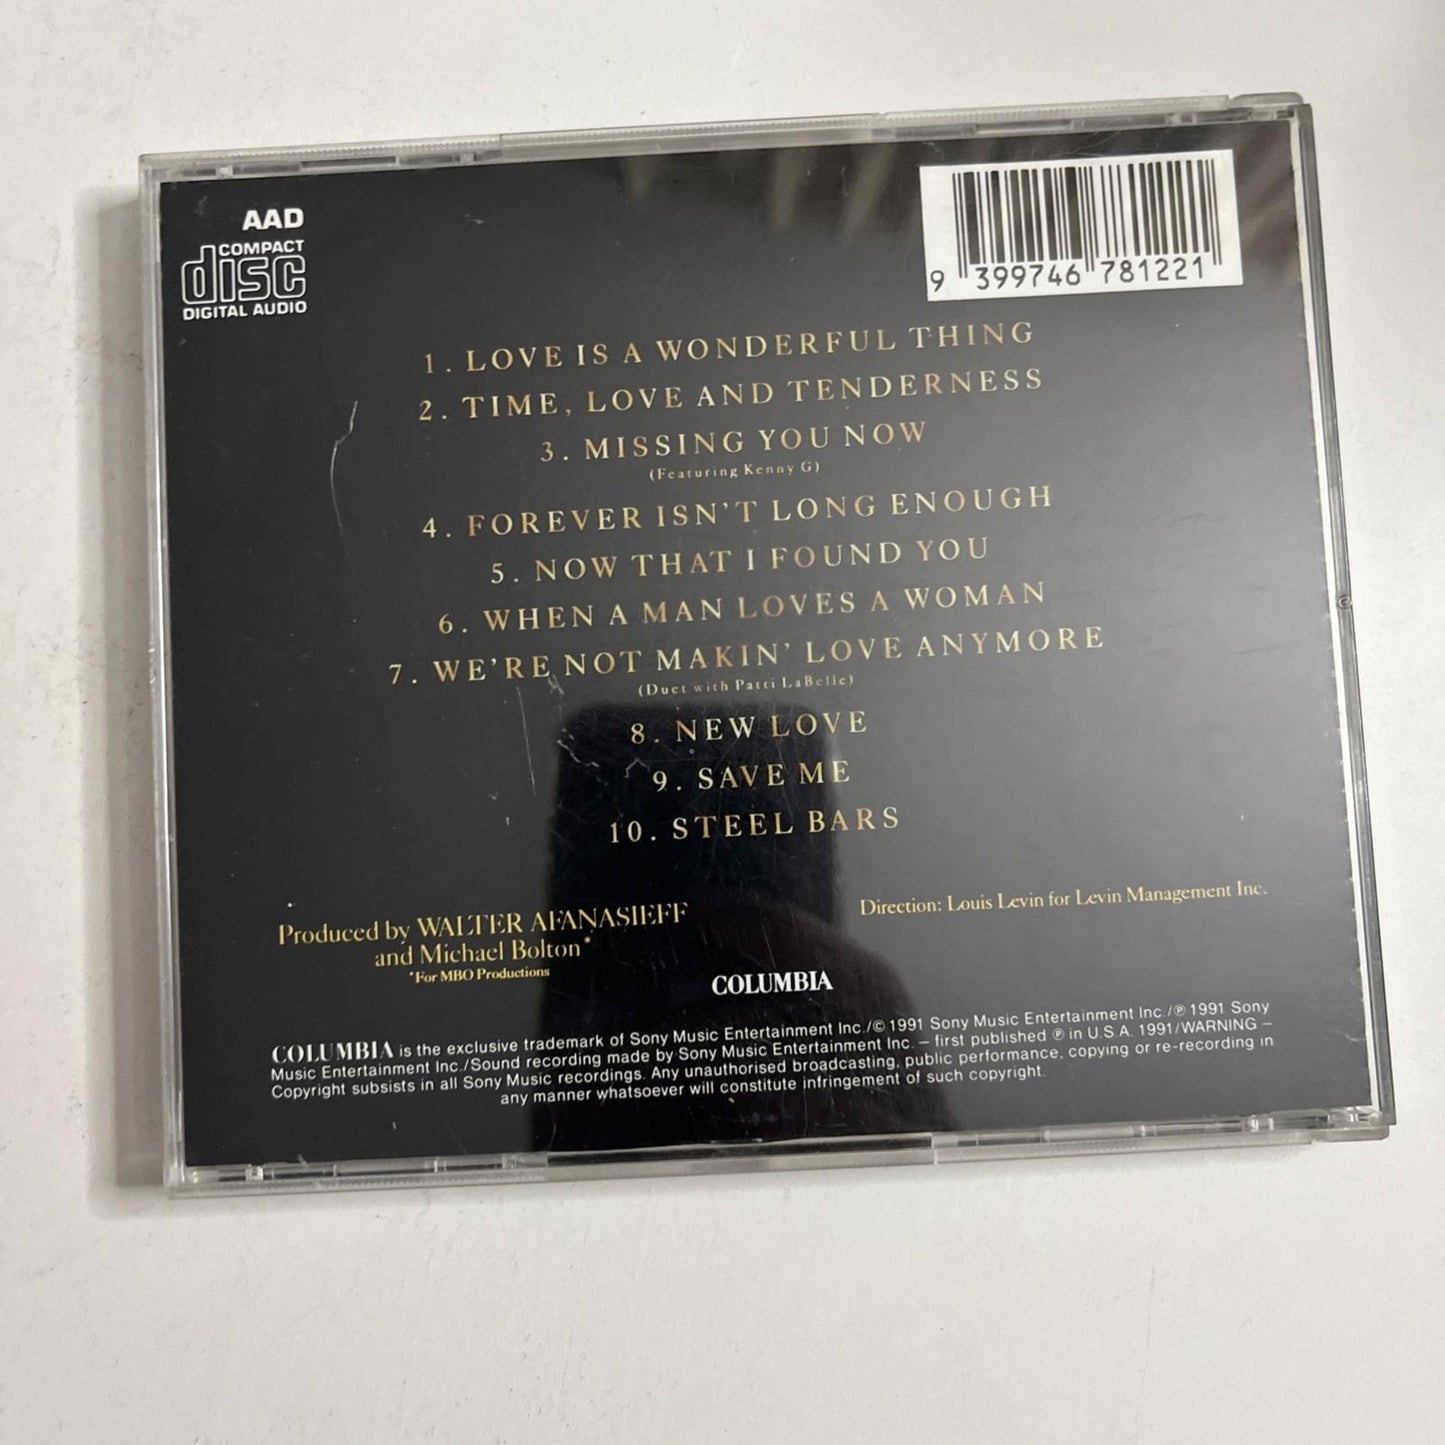 AAD
COMPACT
disc
DIGITAL AUDIO
9 399746 781221
1. LOVE IS A WONDERFUL THING
2. TIME, LOVE AND TENDERNESS
3. MISSING YOU NOW
(Featuring Kenny G)
4. FOREVER ISN'T LONG ENOUGH
5. NOW THAT I FOUND YOU
6. WHEN A MAN LOVES A WOMAN
7. WE'RE NOT MAKIN' LOVE ANYMORE
(Duet with Patti LaBelle)
8. NEW LOVE
9. SAVE ME
10. STEEL BARS
Produced by WALTER AFANASIEFF
and Michael Bolton*
*For MBO Productions
Direction: Louis Levin for Levin Management Inc.
COLUMBIA
COLUMBIA is the exclusive trademark of Sony Music Entertainment Inc./© 1991 Sony Music Entertainment Inc./℗ 1991 Sony
Music Entertainment Inc./Sound recording made by Sony Music Entertainment Inc. – first published ℗ in U.S.A. 1991/WARNING –
Copyright subsists in all Sony Music recordings. Any unauthorised broadcasting, public performance, copying or re-recording in
any manner whatsoever will constitute infringement of such copyright.